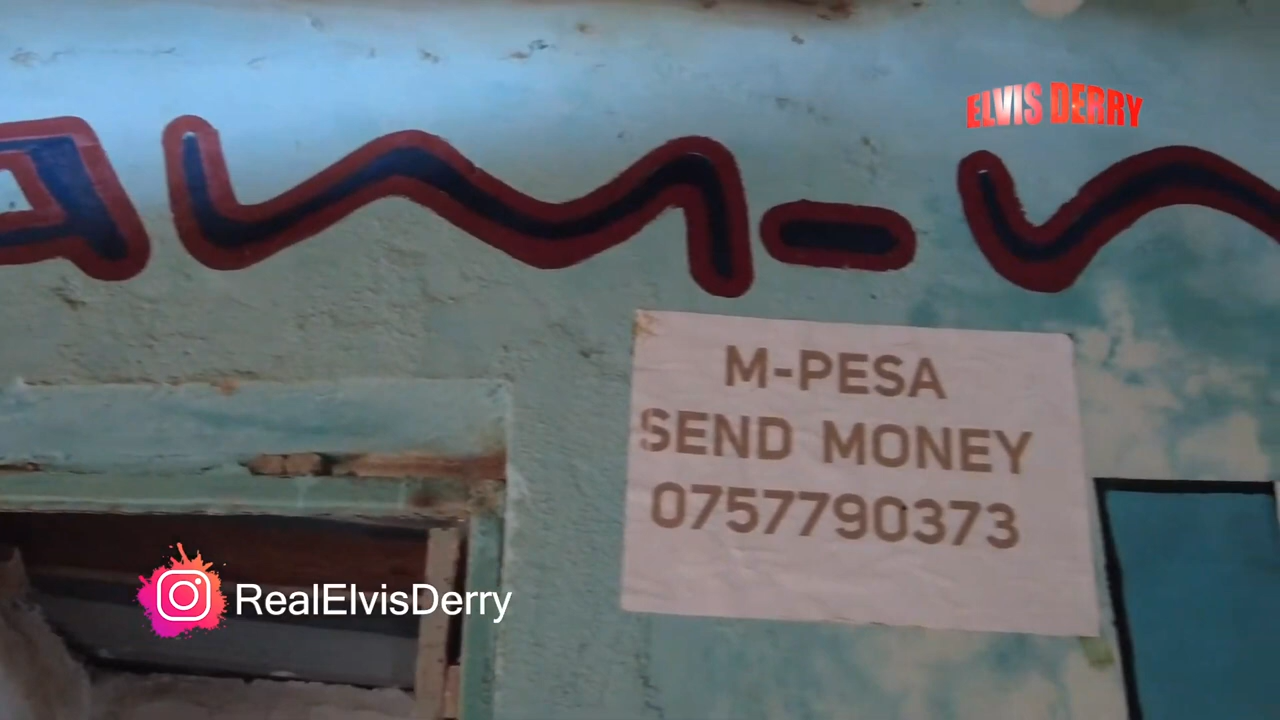 ELVIS DERRY
M-PESA
SEND MONEY
0757790373
RealElvisDerry